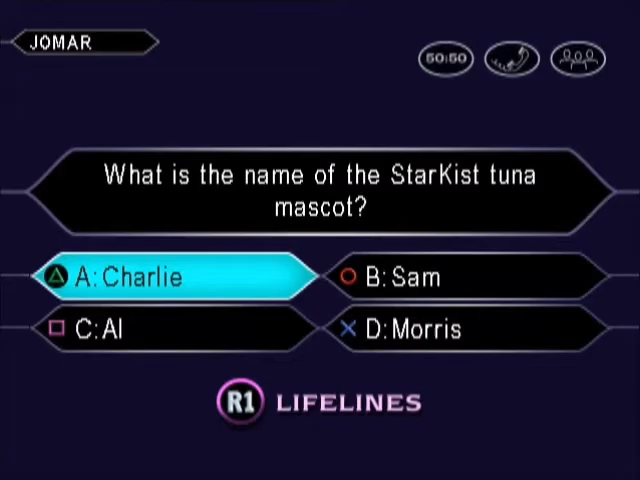 JOMAR
50:50
What is the name of the StarKist tuna
mascot?
A: Charlie
B: Sam
C: Al
D: Morris
R1 LIFELINES